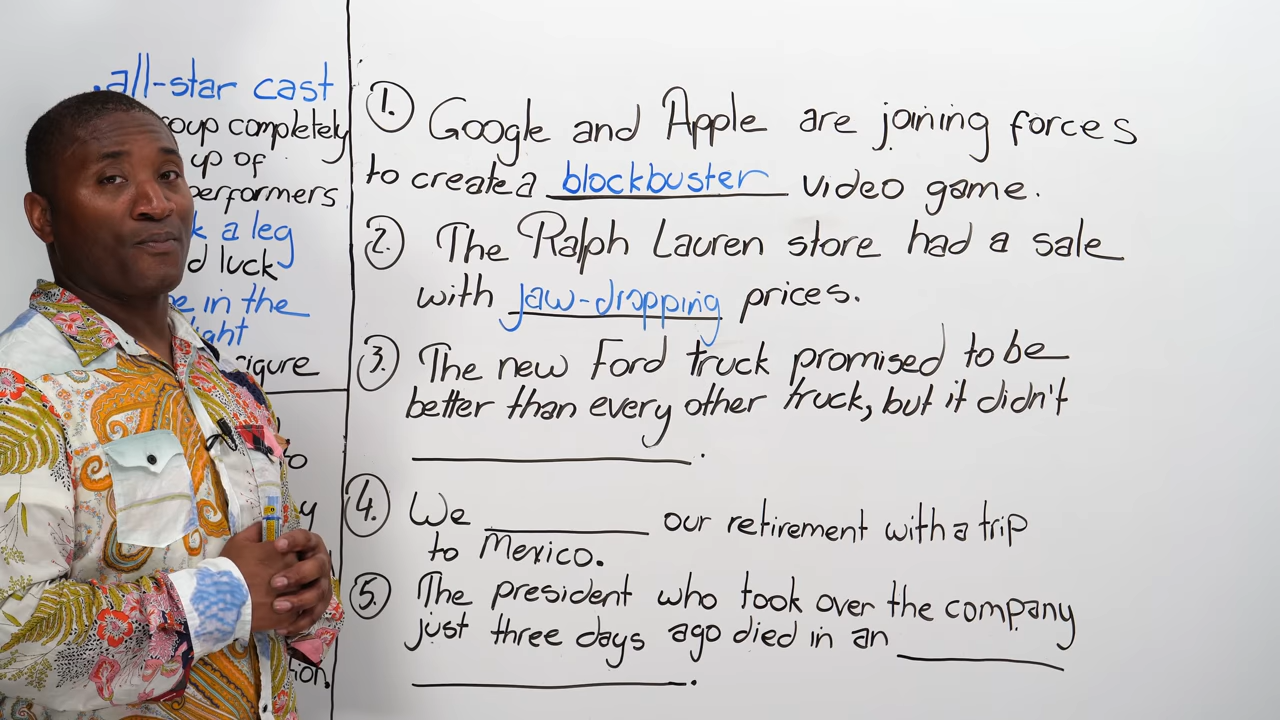 all-star cast
completely
up of
performers
a leg
luck
in the
figure
1. Google and Apple are joining forces
to create a blockbuster video game.
2. The Ralph Lauren store had a sale
with jaw-dropping prices.
3. The new Ford truck promised to be
better than every other truck, but it didn't
.
4. We our retirement with a trip
to Mexico.
5. The president who took over the company
just three days ago died in an
.